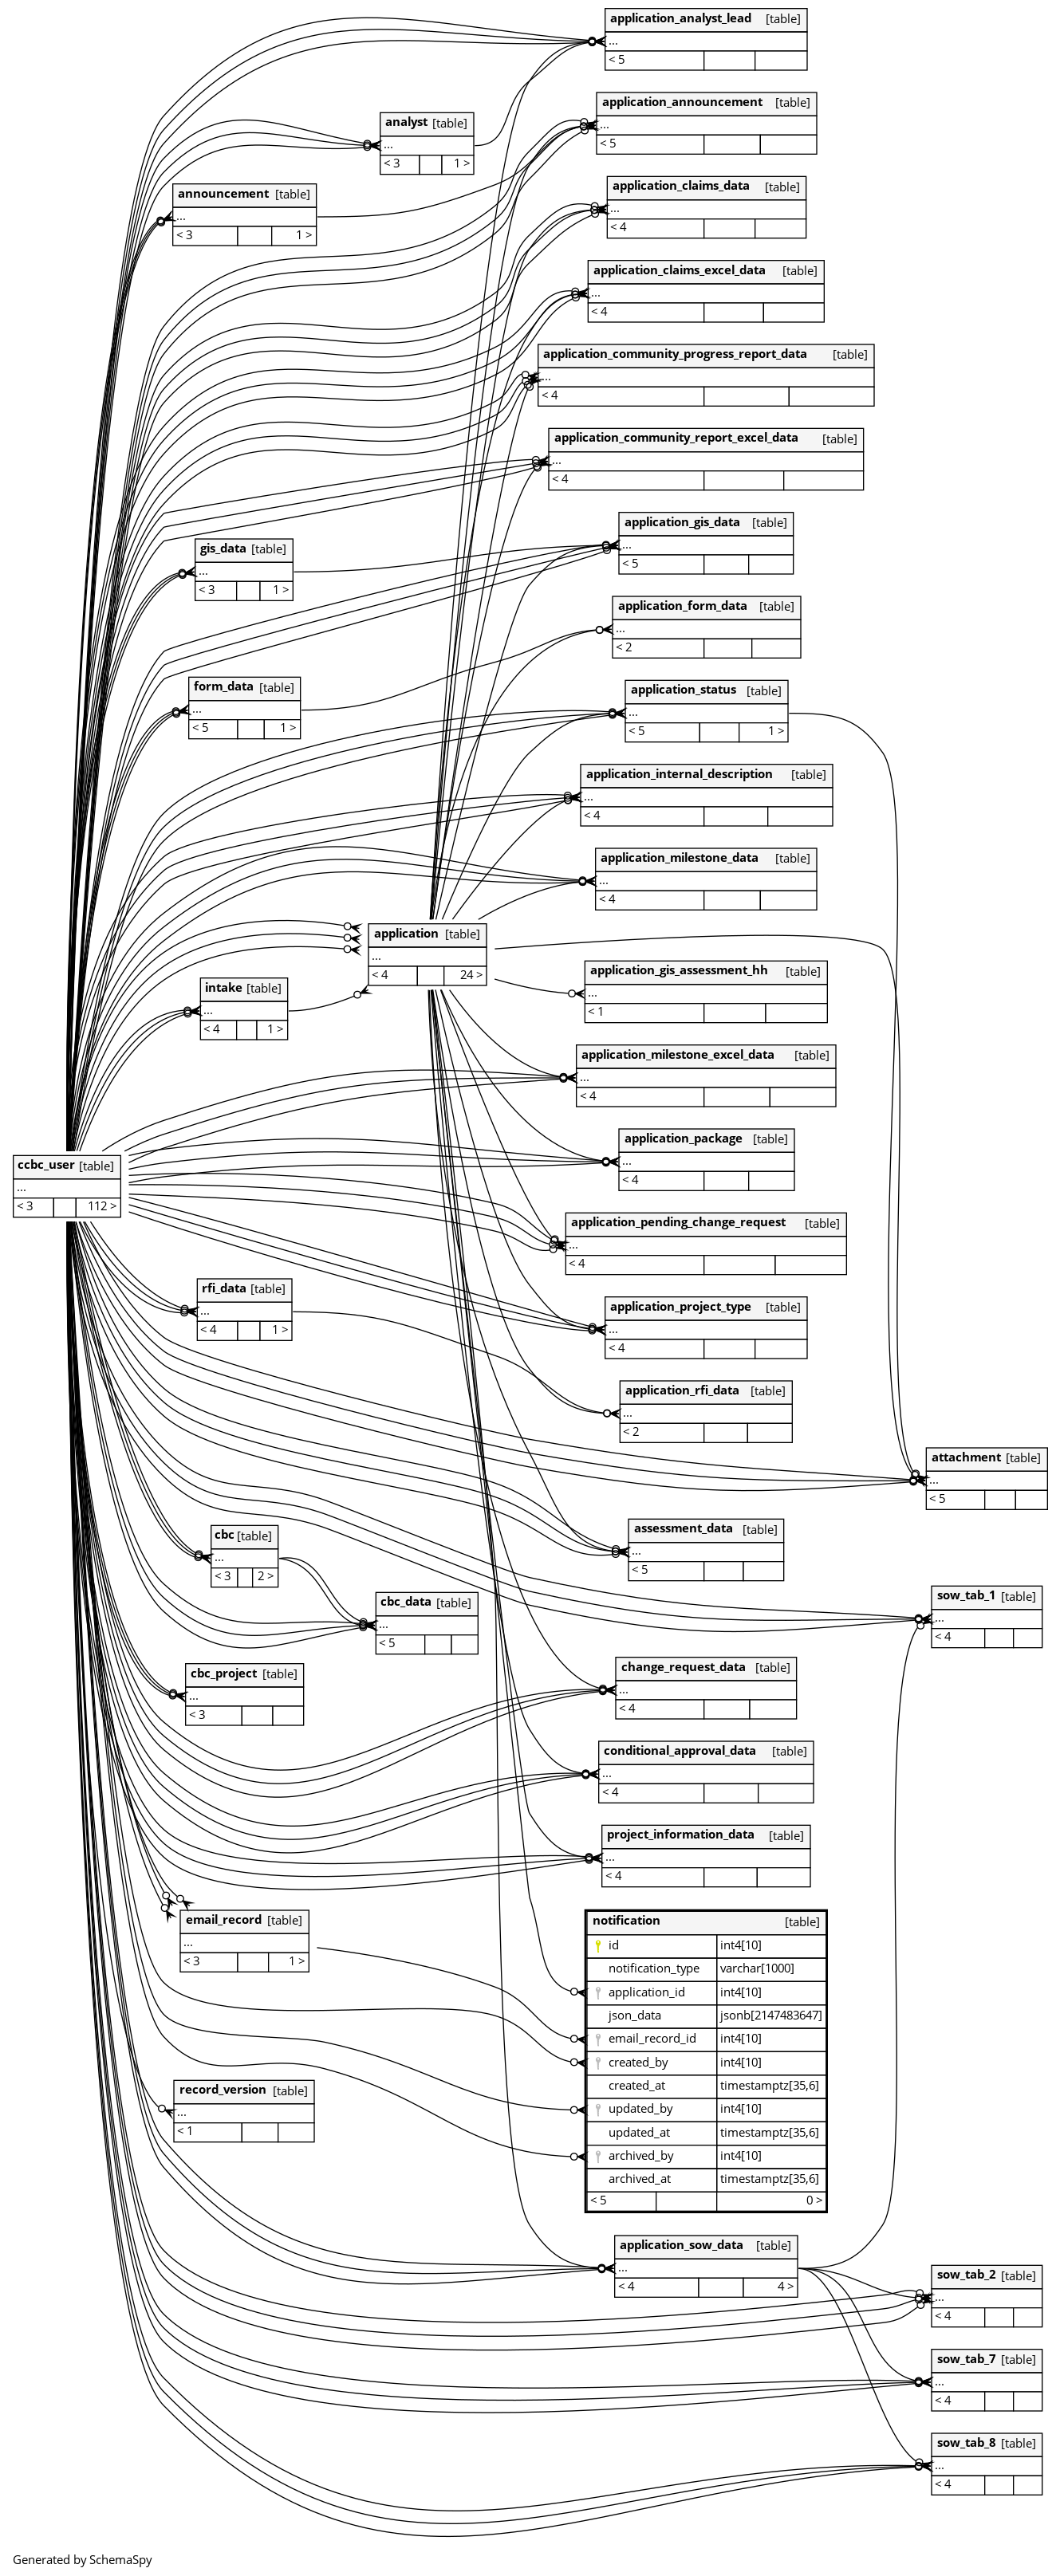 application_analyst_lead [table]
...
< 5
application_announcement [table]
...
< 5
analyst [table]
...
< 3 1 >
application_claims_data [table]
...
< 4
announcement [table]
...
< 3 1 >
application_claims_excel_data [table]
...
< 4
application_community_progress_report_data [table]
...
< 4
application_community_report_excel_data [table]
...
< 4
application_gis_data [table]
...
< 5
gis_data [table]
...
< 3 1 >
application_form_data [table]
...
< 2
form_data [table]
...
< 5 1 >
application_status [table]
...
< 5 1 >
application_internal_description [table]
...
< 4
application_milestone_data [table]
...
< 4
application [table]
...
< 4 24 >
application_gis_assessment_hh [table]
...
< 1
intake [table]
...
< 4 1 >
application_milestone_excel_data [table]
...
< 4
application_package [table]
...
< 4
ccbc_user [table]
...
< 3 112 >
application_pending_change_request [table]
...
< 4
rfi_data [table]
...
< 4 1 >
application_project_type [table]
...
< 4
application_rfi_data [table]
...
< 2
attachment [table]
...
< 5
assessment_data [table]
...
< 5
cbc [table]
...
< 3 2 >
cbc_data [table]
...
< 5
sow_tab_1 [table]
...
< 4
cbc_project [table]
...
< 3
change_request_data [table]
...
< 4
conditional_approval_data [table]
...
< 4
project_information_data [table]
...
< 4
email_record [table]
...
< 3 1 >
notification [table]
id int4[10]
notification_type varchar[1000]
application_id int4[10]
json_data jsonb[2147483647]
email_record_id int4[10]
created_by int4[10]
created_at timestamptz[35,6]
updated_by int4[10]
updated_at timestamptz[35,6]
archived_by int4[10]
archived_at timestamptz[35,6]
< 5 0 >
record_version [table]
...
< 1
application_sow_data [table]
...
< 4 4 >
sow_tab_2 [table]
...
< 4
sow_tab_7 [table]
...
< 4
sow_tab_8 [table]
...
< 4
Generated by SchemaSpy